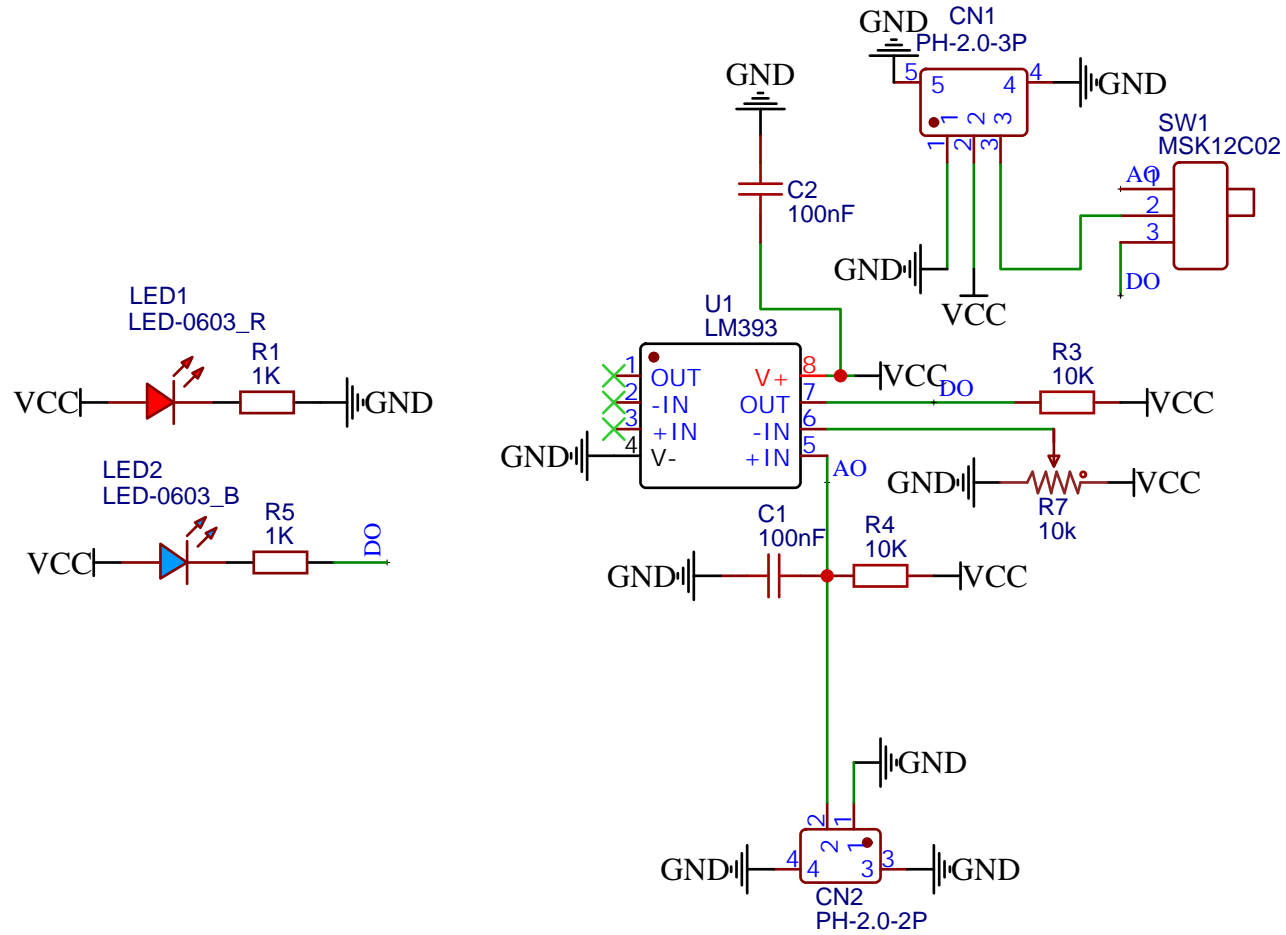 GND
CN1
PH-2.0-3P
5
5
4
4
GND
1
2
3
1
2
3
GND
VCC
GND
C2
100nF
SW1
MSK12C02
AO
1
2
3
DO
LED1
LED-0603_R
R1
1K
VCC
GND
LED2
LED-0603_B
R5
1K
VCC
DO
U1
LM393
1
OUT
2
-IN
3
+IN
4
V-
GND
V+
8
VCC
OUT
7
DO
-IN
6
+IN
5
AO
R3
10K
VCC
GND
VCC
R7
10k
C1
100nF
R4
10K
GND
VCC
GND
2
1
2
1
GND
4
4
3
3
GND
CN2
PH-2.0-2P